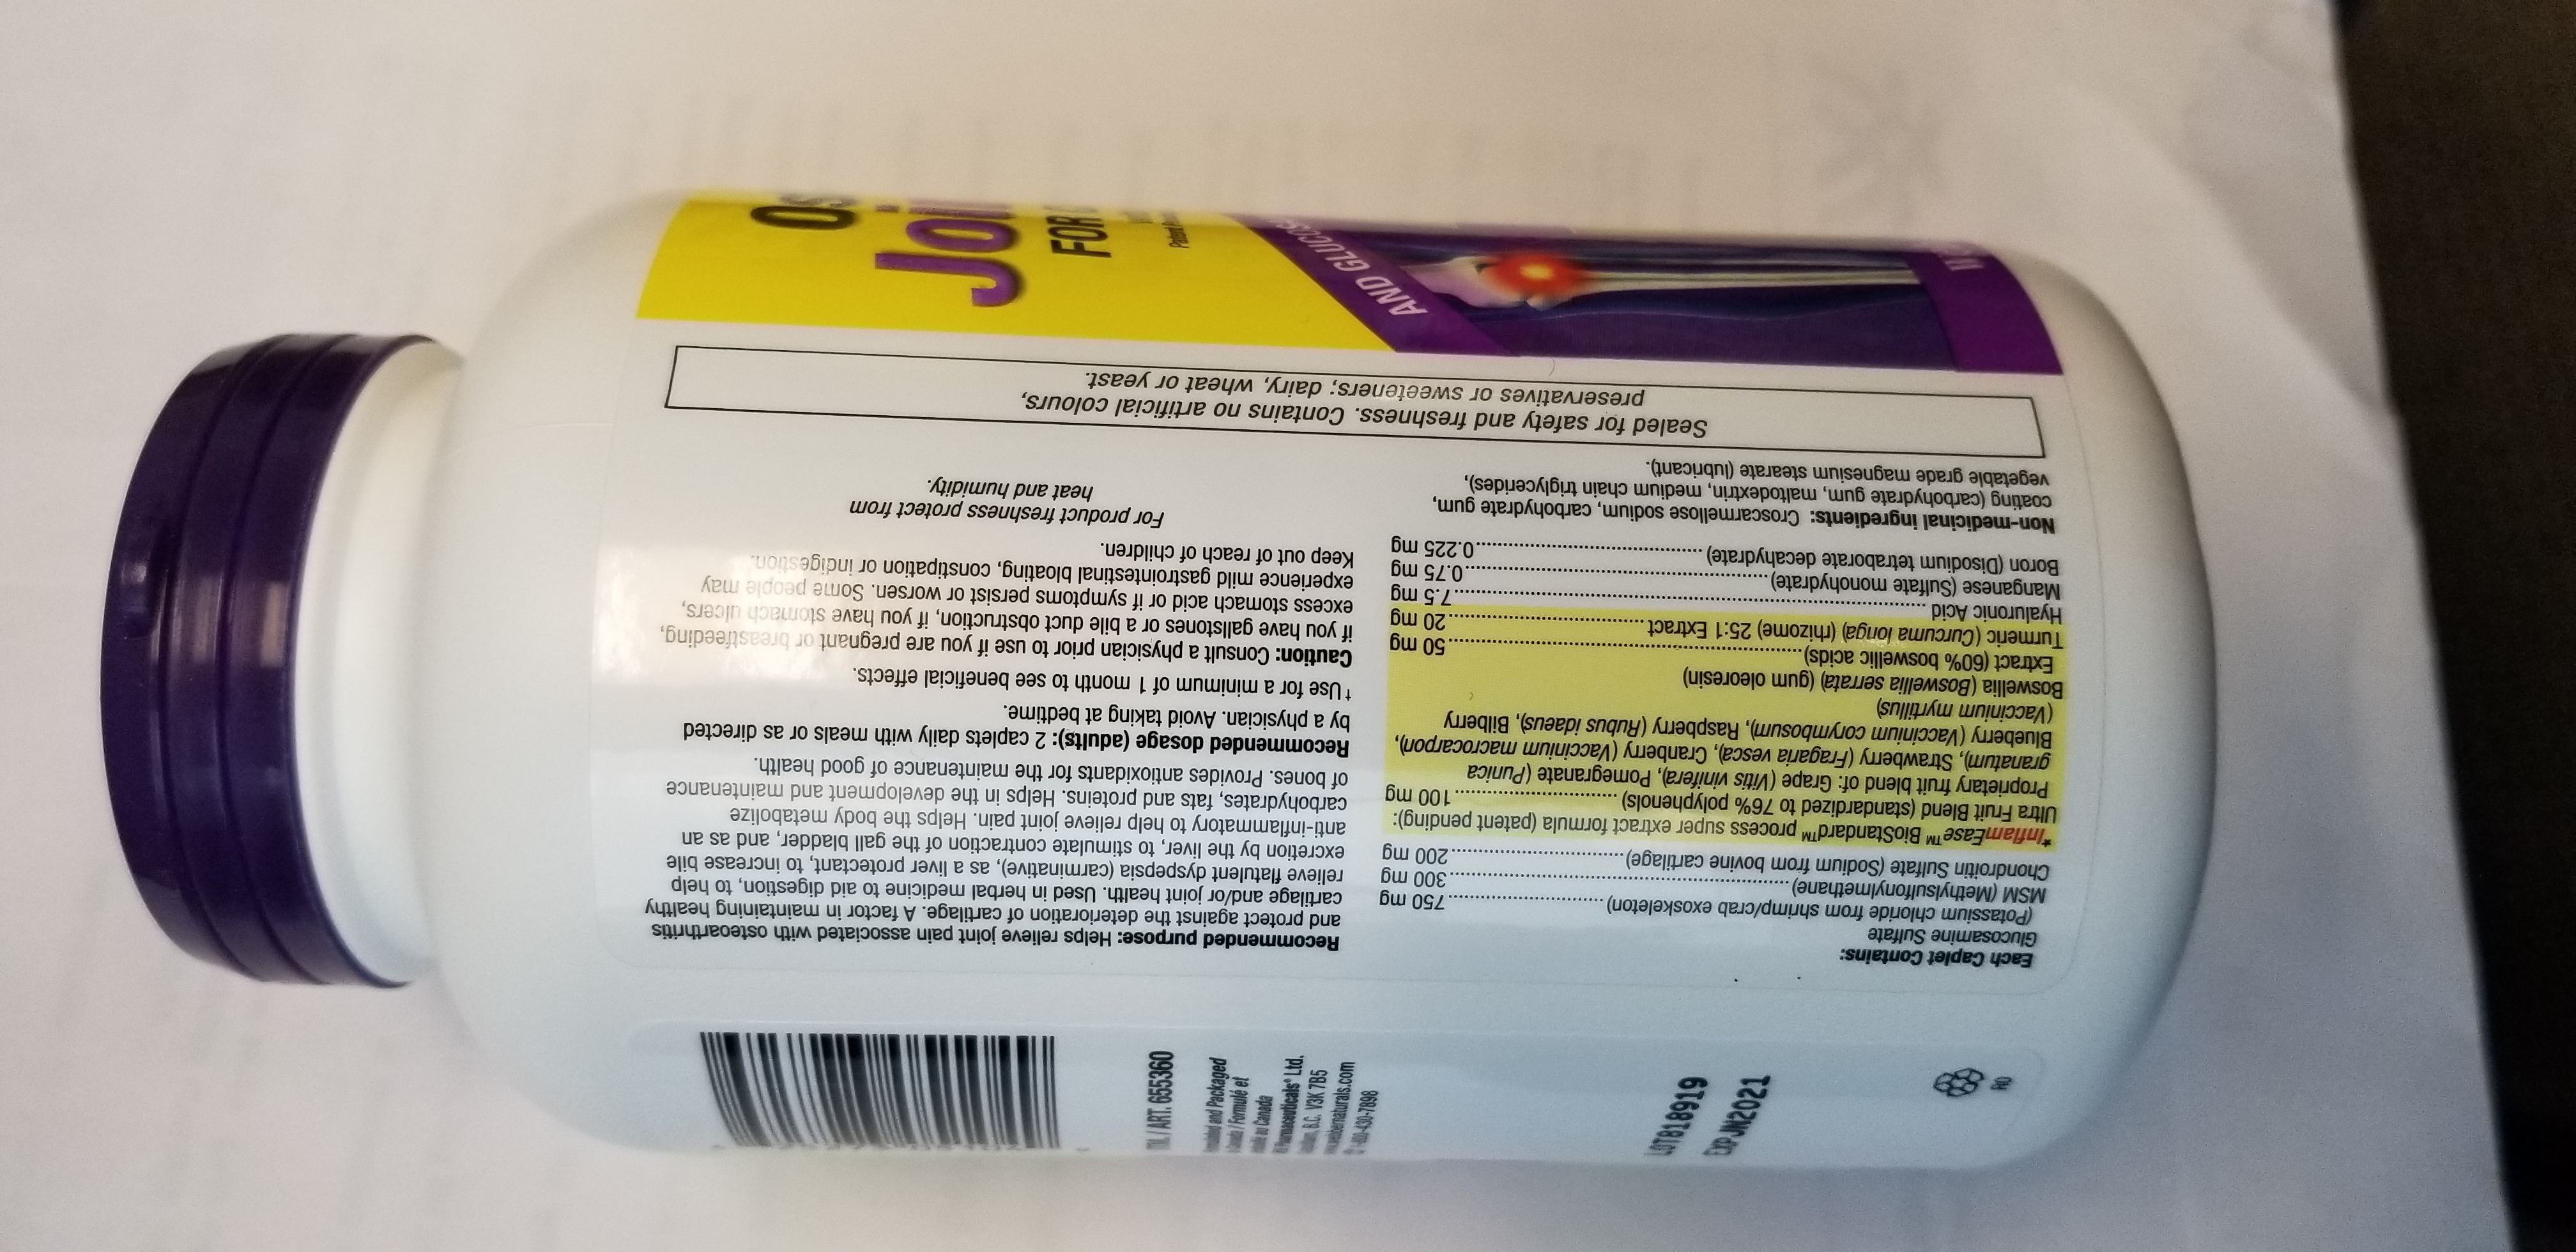 Each Caplet Contains:
Glucosamine Sulfate
(Potassium chloride from shrimp/crab exoskeleton) ..... 750 mg
MSM (Methylsulfonylmethane) ..... 300 mg
Chondroitin Sulfate (Sodium from bovine cartilage) ..... 200 mg
*InflamEase™ BioStandard™ process super extract formula (patent pending):
Ultra Fruit Blend (standardized to 76% polyphenols) ..... 100 mg
Proprietary fruit blend of: Grape (Vitis vinifera), Pomegranate (Punica
granatum), Strawberry (Fragaria vesca), Cranberry (Vaccinium macrocarpon),
Blueberry (Vaccinium corymbosum), Raspberry (Rubus idaeus), Bilberry
(Vaccinium myrtillus)
Boswellia (Boswellia serrata) (gum oleoresin)
Extract (60% boswellic acids) ..... 50 mg
Turmeric (Curcuma longa) (rhizome) 25:1 Extract ..... 20 mg
Hyaluronic Acid ..... 7.5 mg
Manganese (Sulfate monohydrate) ..... 0.75 mg
Boron (Disodium tetraborate decahydrate) ..... 0.225 mg
Non-medicinal ingredients: Croscarmellose sodium, carbohydrate gum,
coating (carbohydrate gum, maltodextrin, medium chain triglycerides),
vegetable grade magnesium stearate (lubricant).
Recommended purpose: Helps relieve joint pain associated with osteoarthritis
and protect against the deterioration of cartilage. A factor in maintaining healthy
cartilage and/or joint health. Used in herbal medicine to aid digestion, to help
relieve flatulent dyspepsia (carminative), as a liver protectant, to increase bile
excretion by the liver, to stimulate contraction of the gall bladder, and as an
anti-inflammatory to help relieve joint pain. Helps the body metabolize
carbohydrates, fats and proteins. Helps in the development and maintenance
of bones. Provides antioxidants for the maintenance of good health.
Recommended dosage (adults): 2 caplets daily with meals or as directed
by a physician. Avoid taking at bedtime.
† Use for a minimum of 1 month to see beneficial effects.
Caution: Consult a physician prior to use if you are pregnant or breastfeeding,
if you have gallstones or a bile duct obstruction, if you have stomach ulcers,
excess stomach acid or if symptoms persist or worsen. Some people may
experience mild gastrointestinal bloating, constipation or indigestion.
Keep out of reach of children.
For product freshness protect from
heat and humidity.
Sealed for safety and freshness. Contains no artificial colours,
preservatives or sweeteners; dairy, wheat or yeast.
Os
Joi
FOR
AND GLUCOS
/ ART. 655360
and Packaged
/ Formulé et
au Canada
Pharmaceuticals Ltd.
B.C. V3K 7B5
430-7898
LOT818919
EXPJN2021